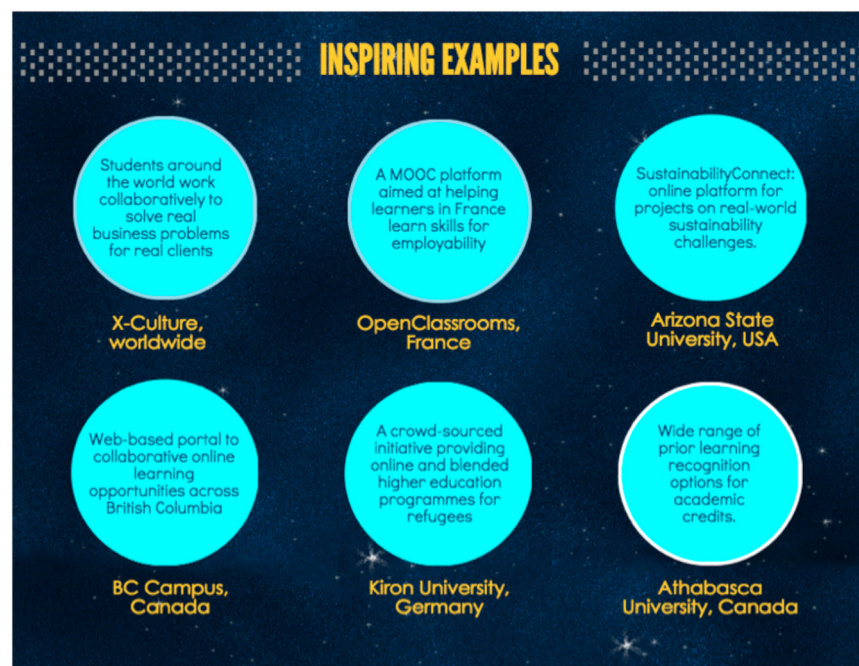 INSPIRING EXAMPLES
Students around
the world work
collaboratively to
solve real
business problems
for real clients
X-Culture,
worldwide
A MOOC platform
aimed at helping
learners in France
learn skills for
employability
OpenClassrooms,
France
SustainabilityConnect:
online platform for
projects on real-world
sustainability
challenges.
Arizona State
University, USA
Web-based portal to
collaborative online
learning
opportunities across
British Columbia
BC Campus,
Canada
A crowd-sourced
initiative providing
online and blended
higher education
programmes for
refugees
Kiron University,
Germany
Wide range of
prior learning
recognition
options for
academic
credits.
Athabasca
University, Canada